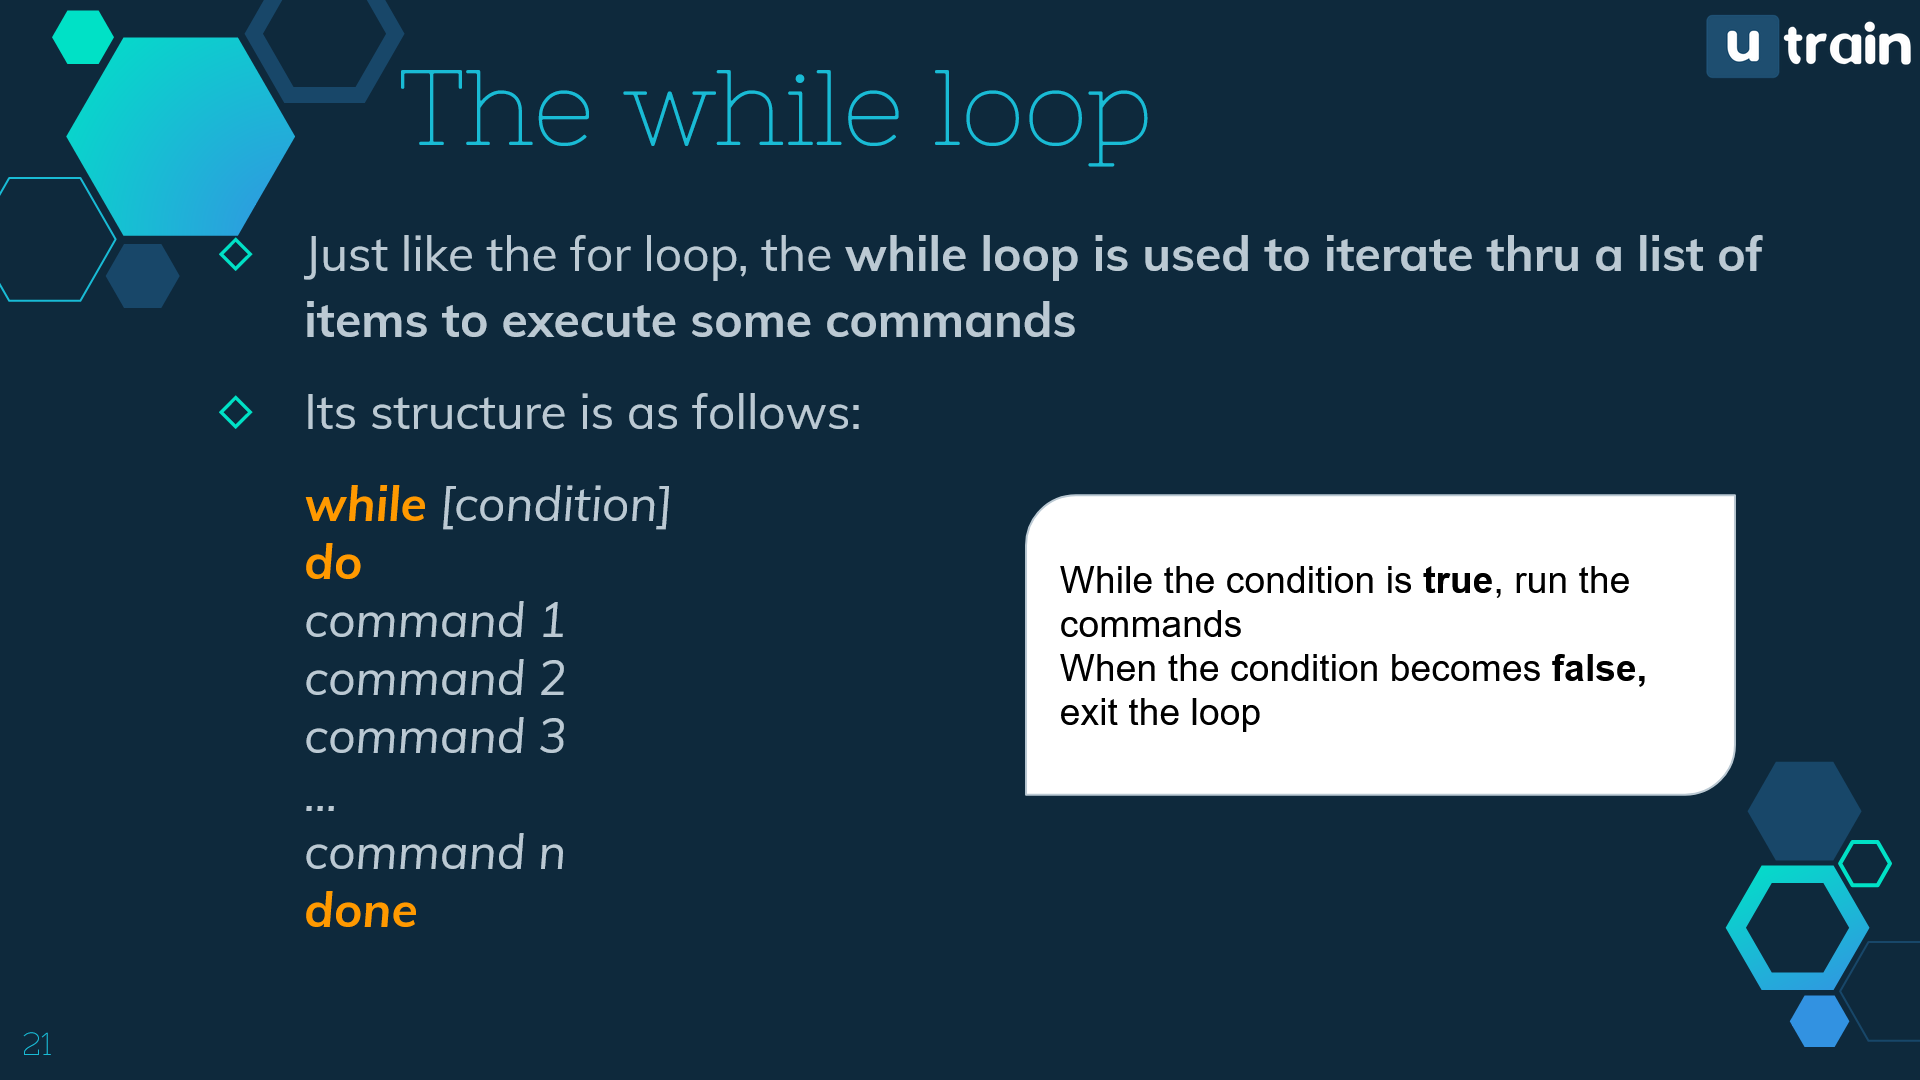 u train
The while loop
Just like the for loop, the while loop is used to iterate thru a list of
items to execute some commands
Its structure is as follows:
while [condition]
do
command 1
command 2
command 3
...
command n
done
While the condition is true, run the
commands
When the condition becomes false,
exit the loop
21